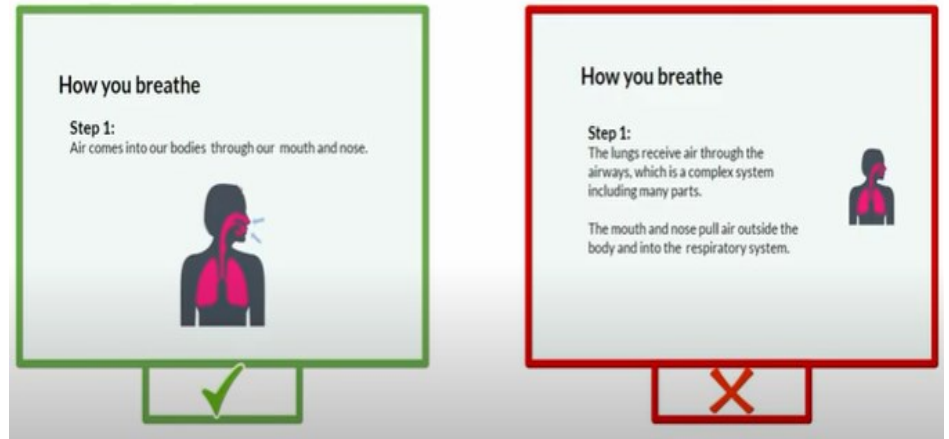 How you breathe
Step 1:
Air comes into our bodies through our mouth and nose.
How you breathe
Step 1:
The lungs receive air through the
airways, which is a complex system
including many parts.
The mouth and nose pull air outside the
body and into the respiratory system.